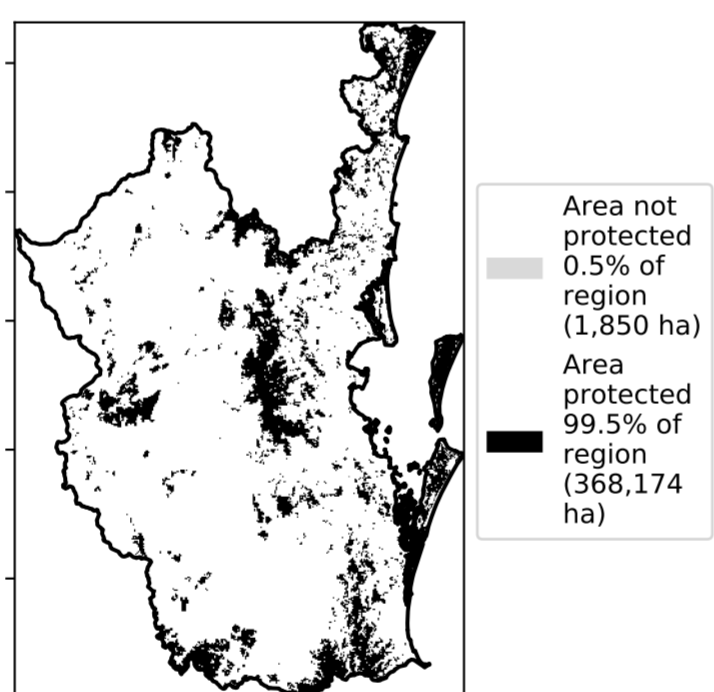 Area not
protected
0.5% of
region
(1,850 ha)
Area
protected
99.5% of
region
(368,174
ha)